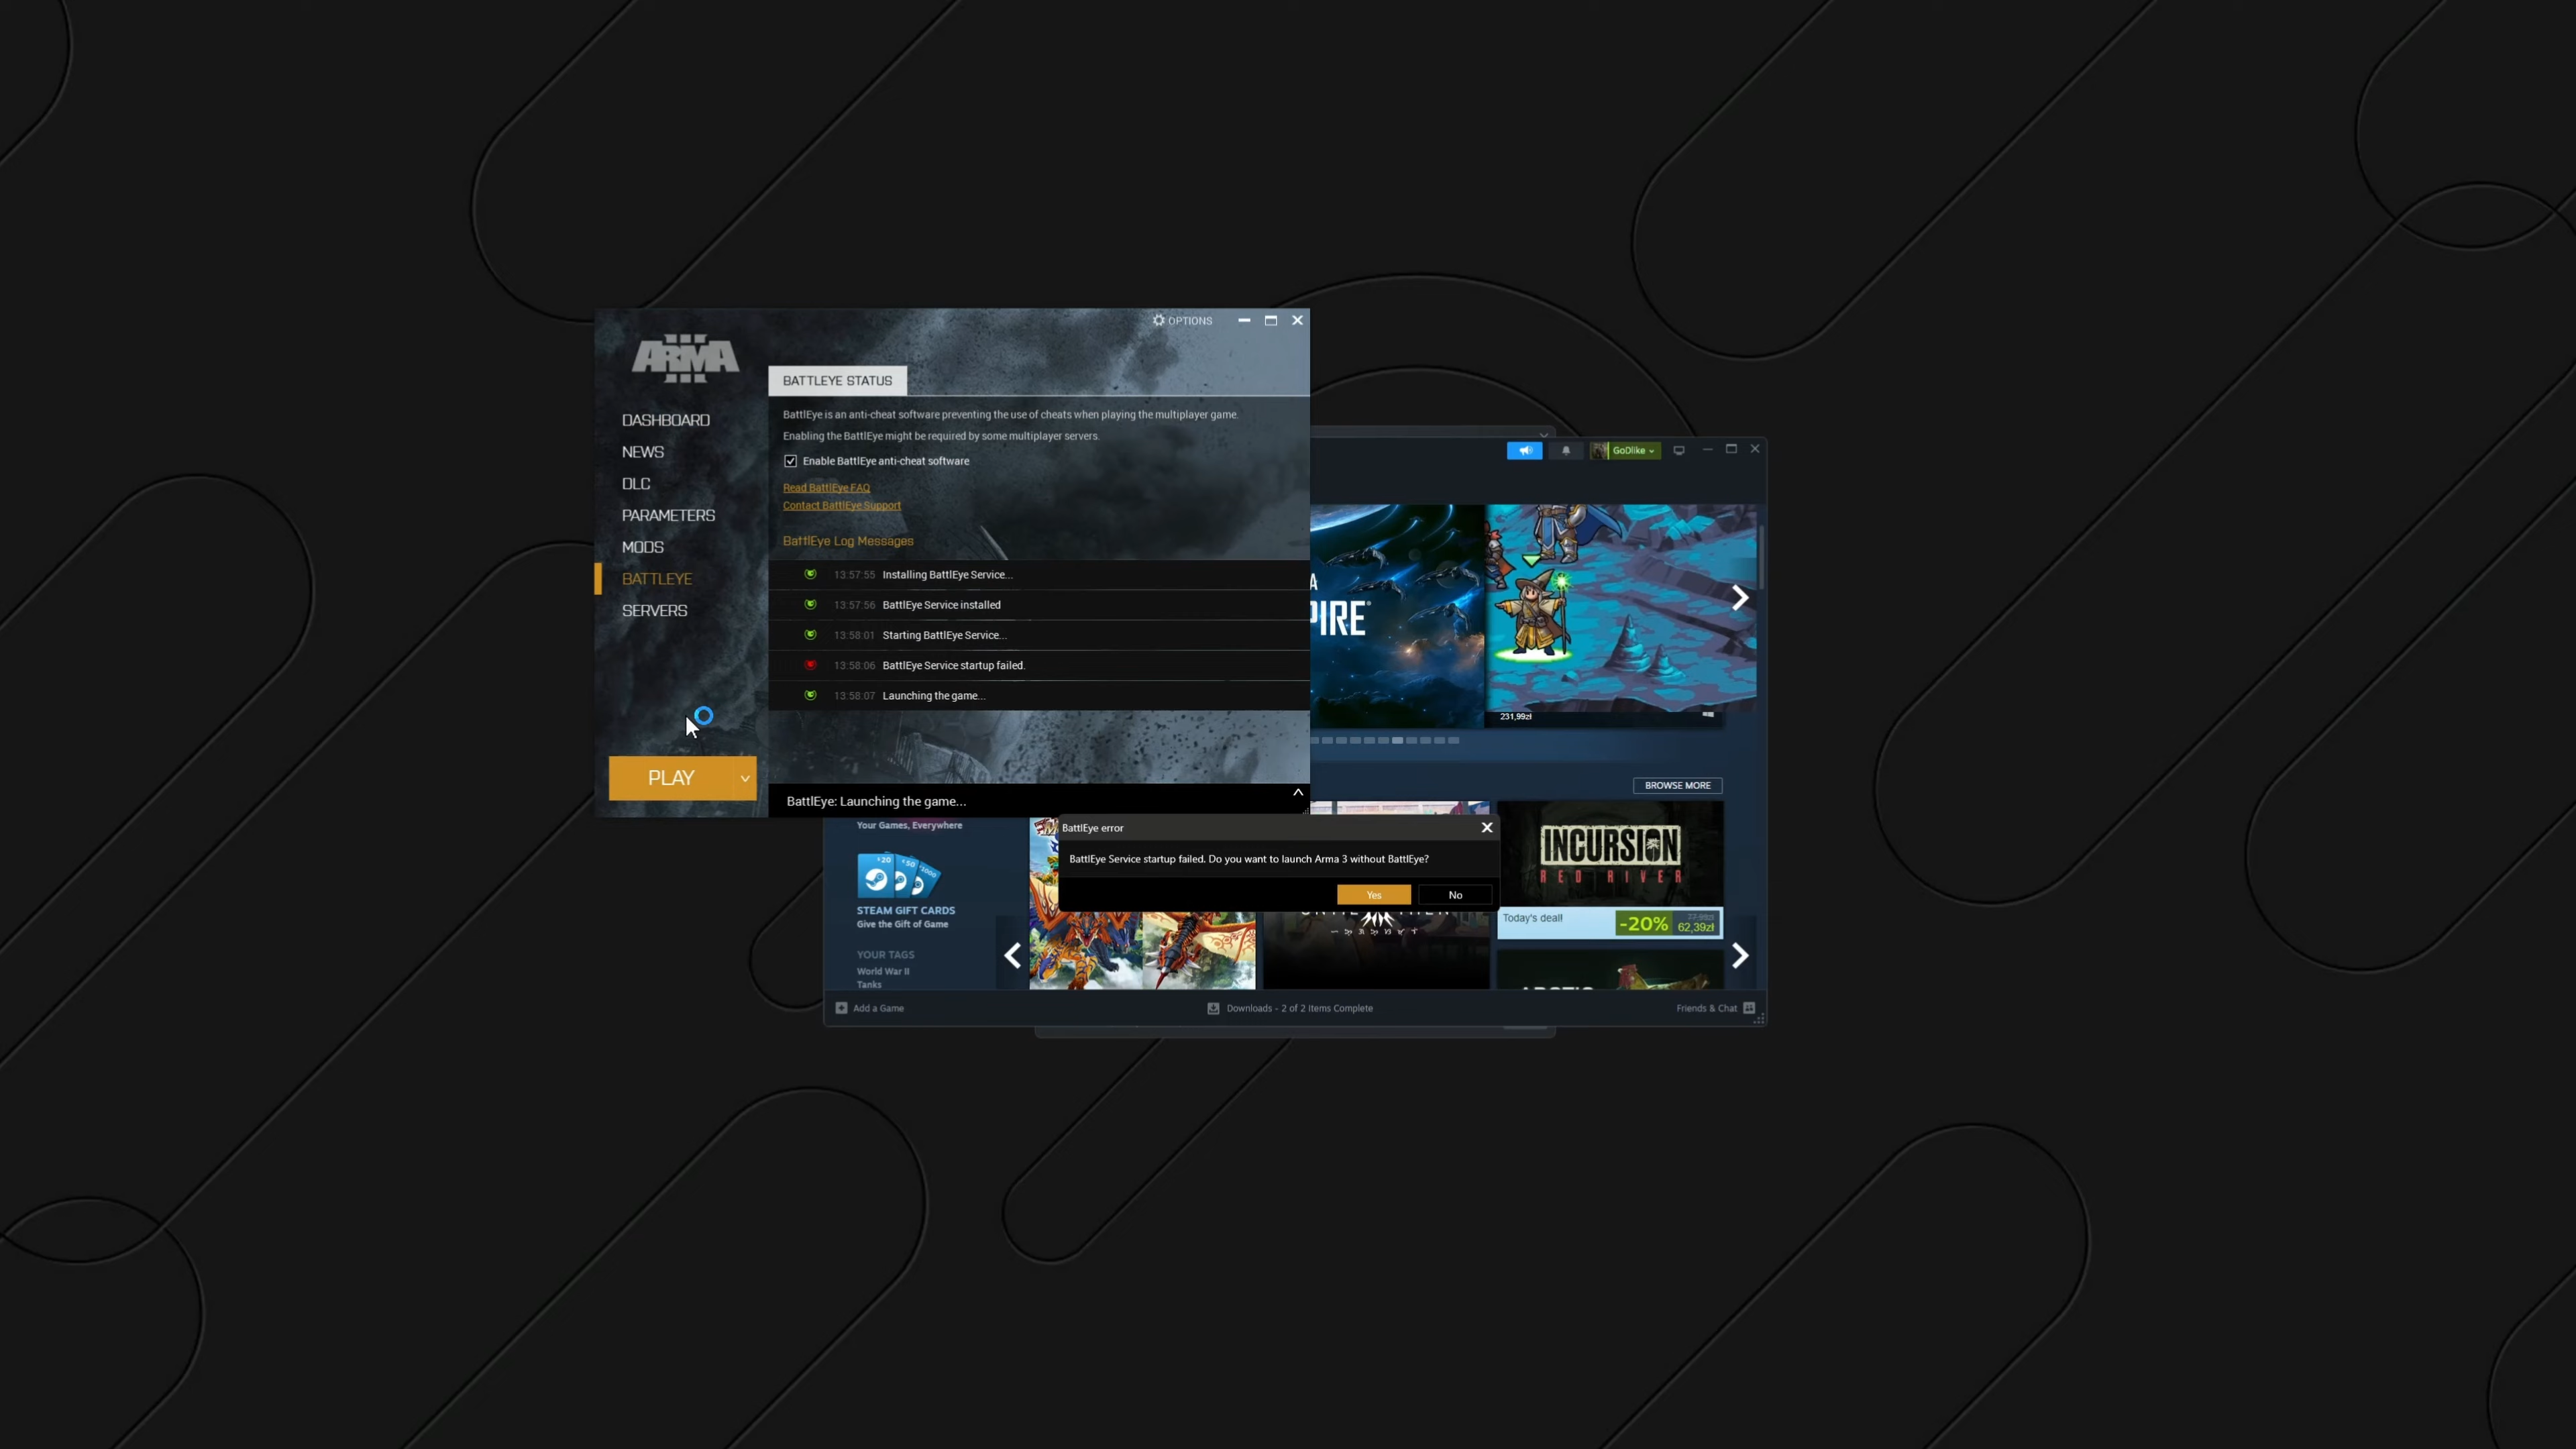 OPTIONS
ARMA
III
BATTLEYE STATUS
DASHBOARD
NEWS
DLC
PARAMETERS
MODS
BATTLEYE
SERVERS
PLAY
BattlEye is an anti-cheat software preventing the use of cheats when playing the multiplayer game.
Enabling the BattlEye might be required by some multiplayer servers.
Enable BattlEye anti-cheat software
Read BattlEye FAQ
Contact BattlEye Support
BattlEye Log Messages
13:57:55 Installing BattlEye Service...
13:57:56 BattlEye Service installed
13:58:01 Starting BattlEye Service...
13:58:06 BattlEye Service startup failed.
13:58:07 Launching the game...
BattlEye: Launching the game...
GoDlike
231,99zł
BROWSE MORE
BattlEye error
BattlEye Service startup failed. Do you want to launch Arma 3 without BattlEye?
Yes
No
Your Games, Everywhere
+20 +50 +1000
STEAM GIFT CARDS
Give the Gift of Game
YOUR TAGS
World War II
Tanks
INCURSION
RED RIVER
Today's deal!
-20%
77,99zł
62,39zł
Add a Game
Downloads - 2 of 2 Items Complete
Friends & Chat